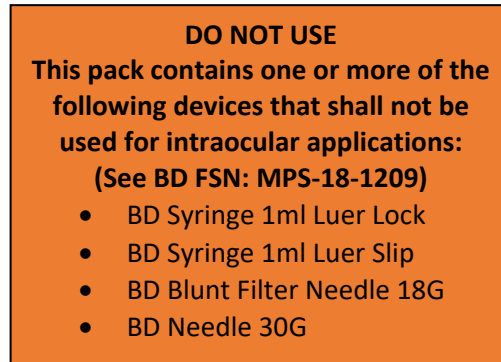 DO NOT USE
This pack contains one or more of the
following devices that shall not be
used for intraocular applications:
(See BD FSN: MPS-18-1209)
• BD Syringe 1ml Luer Lock
• BD Syringe 1ml Luer Slip
• BD Blunt Filter Needle 18G
• BD Needle 30G